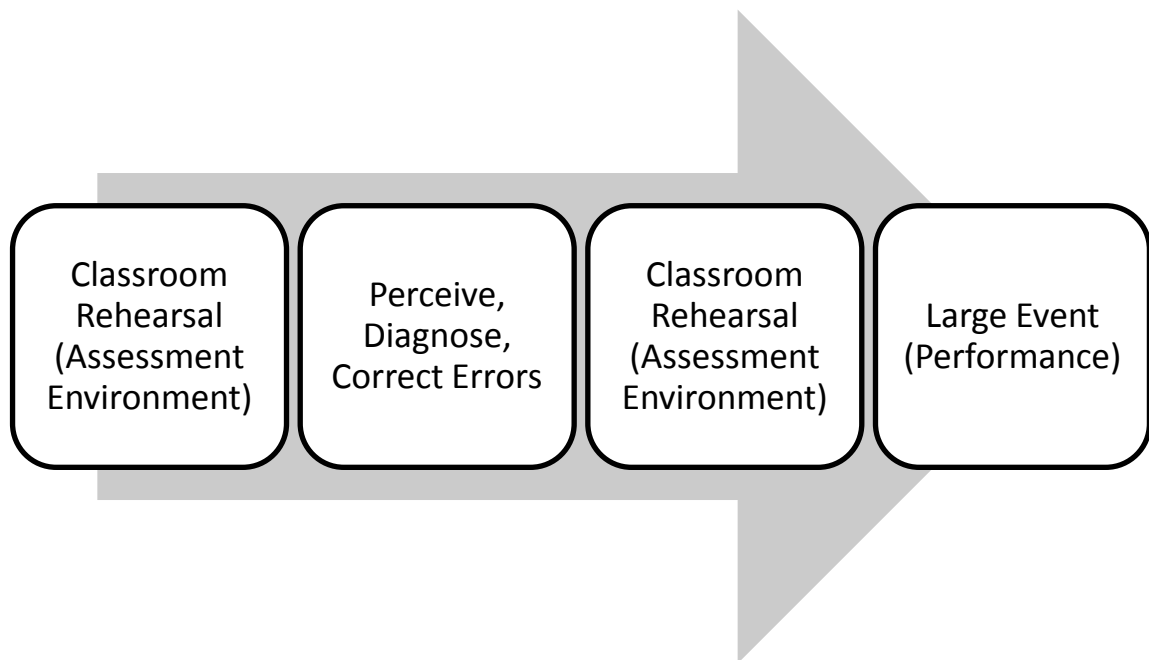 Classroom
Rehearsal
(Assessment
Environment)
Perceive,
Diagnose,
Correct Errors
Classroom
Rehearsal
(Assessment
Environment)
Large Event
(Performance)